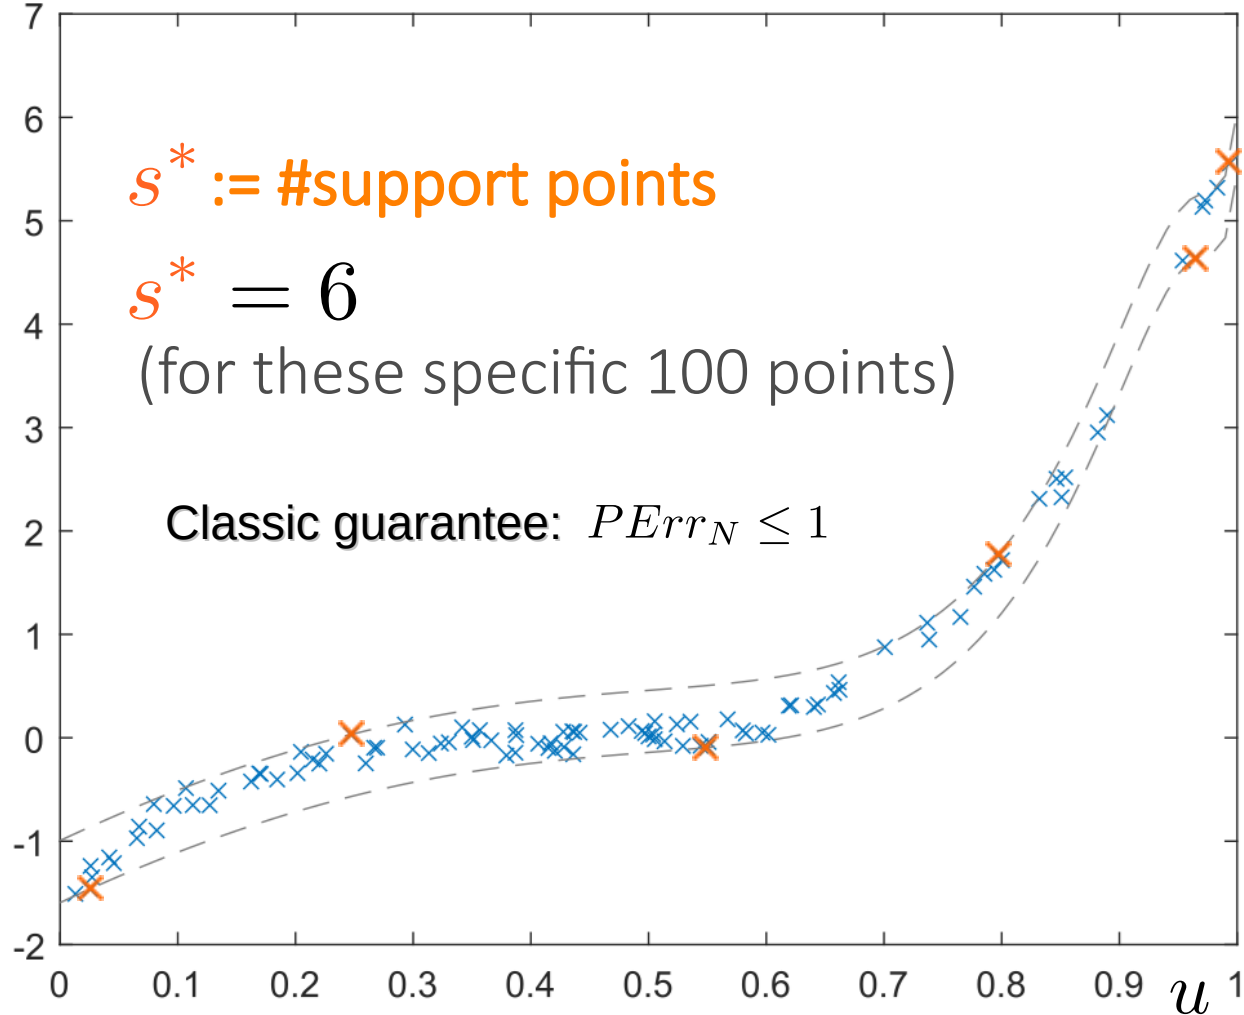 7
6
s* := #support points
5
s* = 6
4
(for these specific 100 points)
3
Classic guarantee: PErr_N ≤ 1
2
1
0
-1
-2
0 0.1 0.2 0.3 0.4 0.5 0.6 0.7 0.8 0.9 u 1